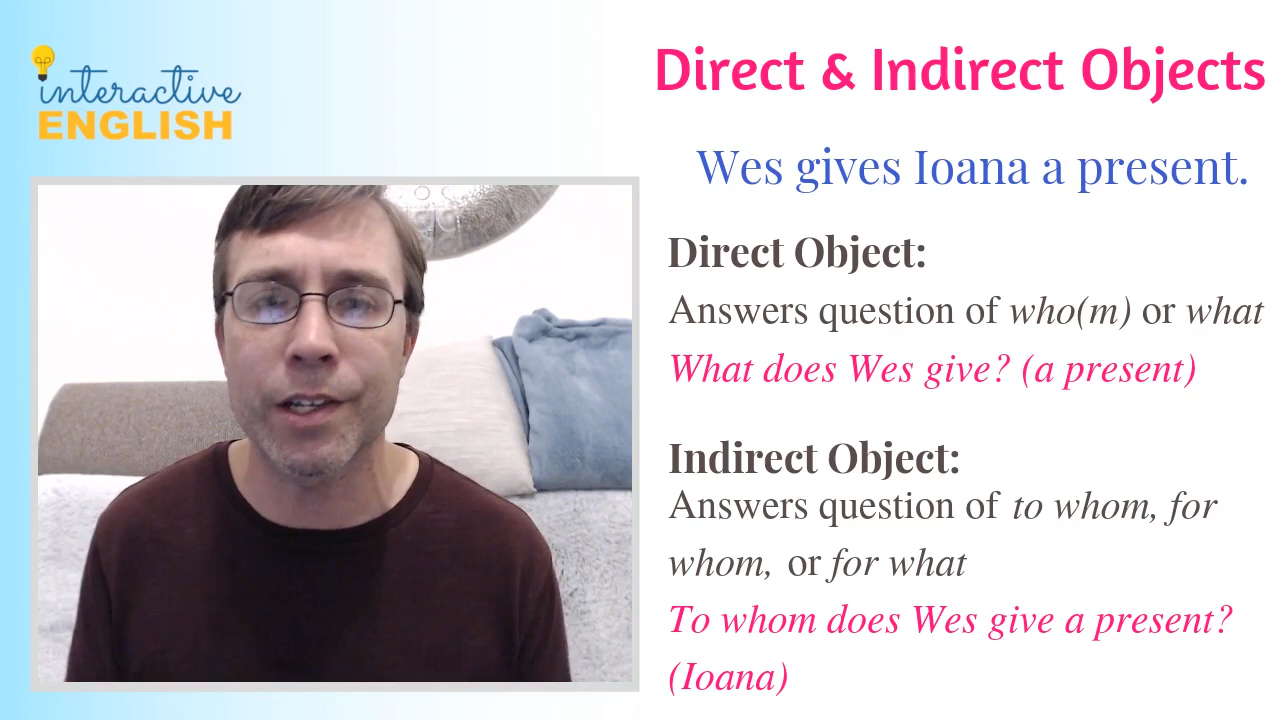 interactive
ENGLISH
Direct & Indirect Objects
Wes gives Ioana a present.
Direct Object:
Answers question of who(m) or what
What does Wes give? (a present)
Indirect Object:
Answers question of to whom, for
whom, or for what
To whom does Wes give a present?
(Ioana)